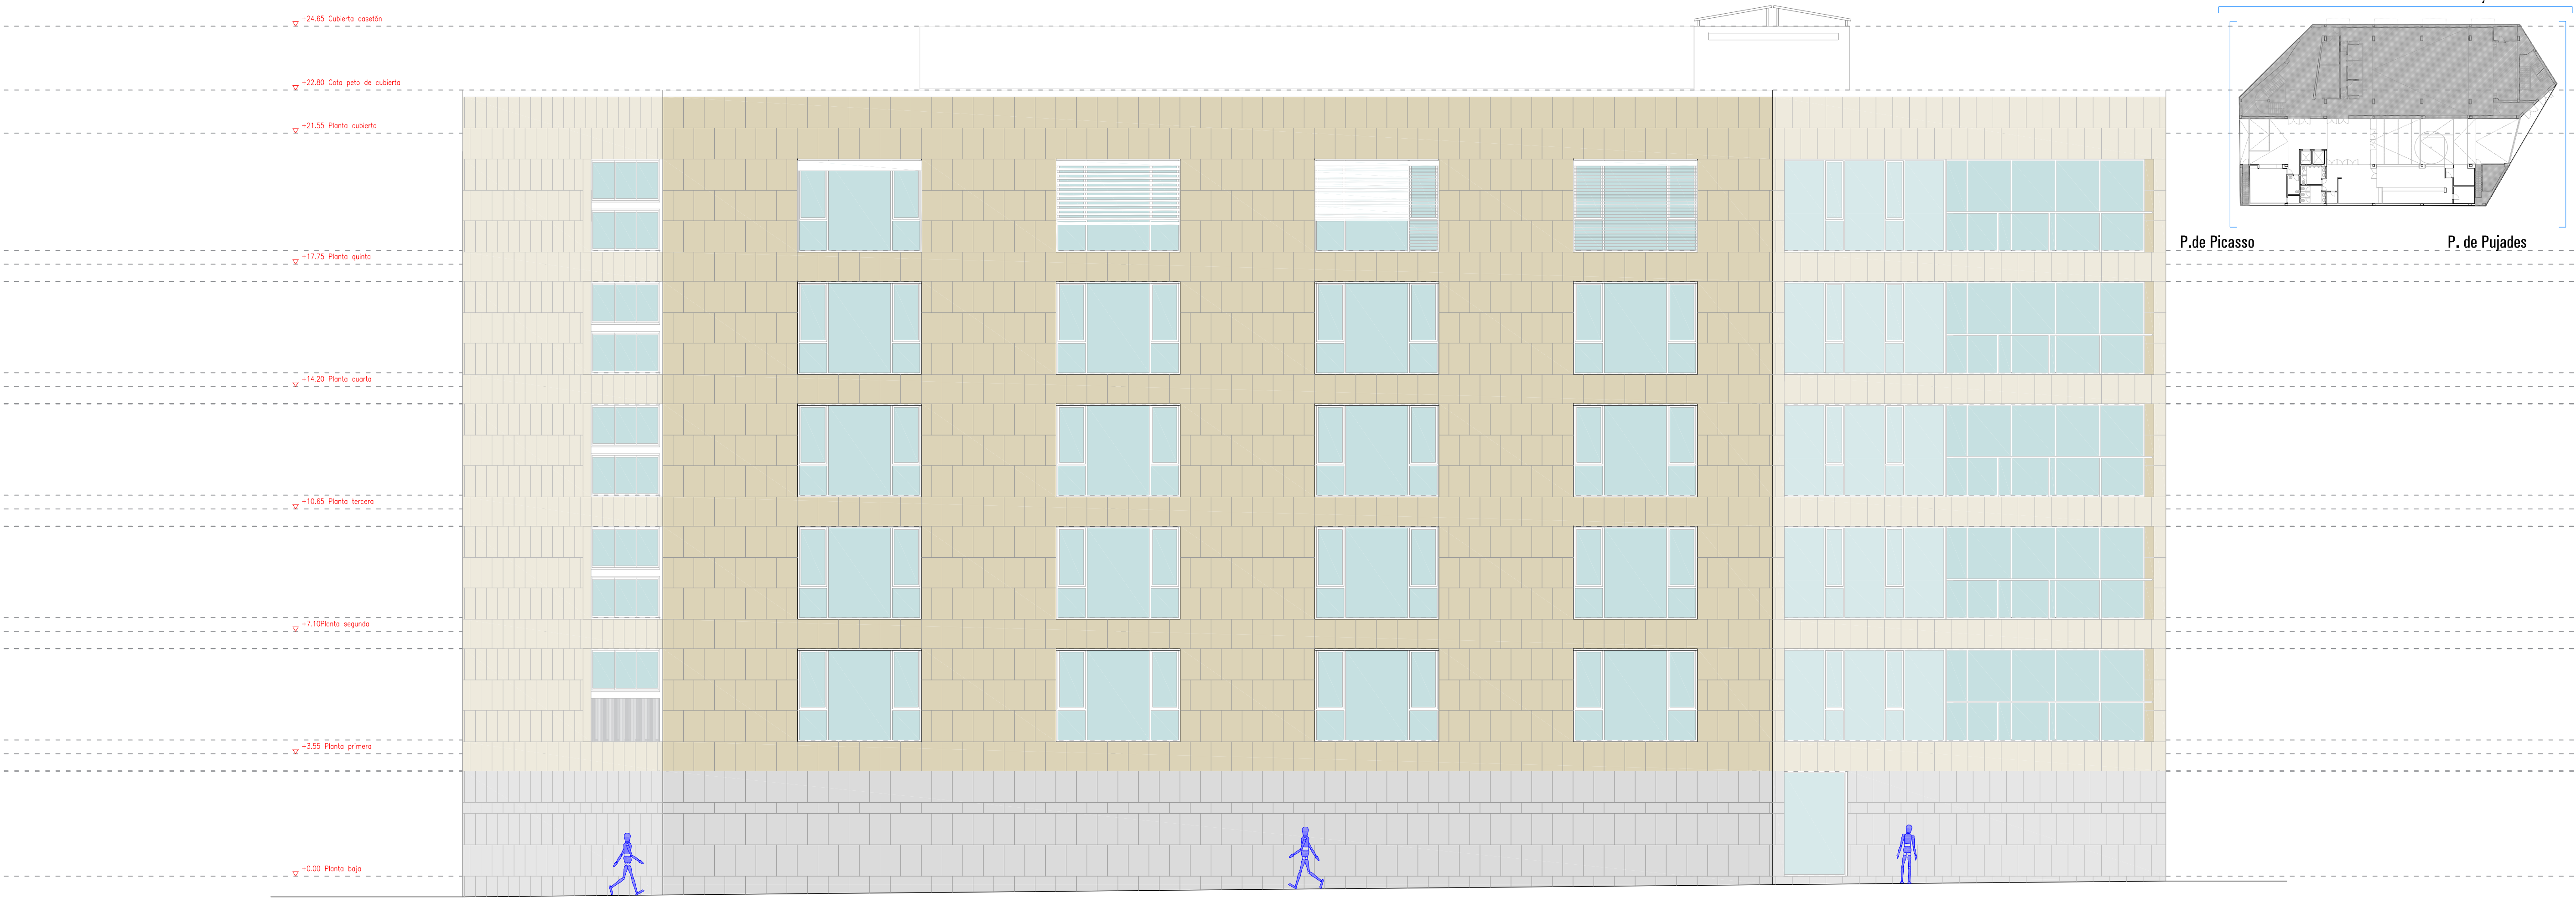 +24.65 Cubierta casetón
+22.80 Cota peto de cubierta
+21.55 Planta cubierta
P.de Picasso
P. de Pujades
+17.75 Planta quinta
+14.20 Planta cuarta
+10.65 Planta tercera
+7.10Planta segunda
+3.55 Planta primera
+0.00 Planta baja